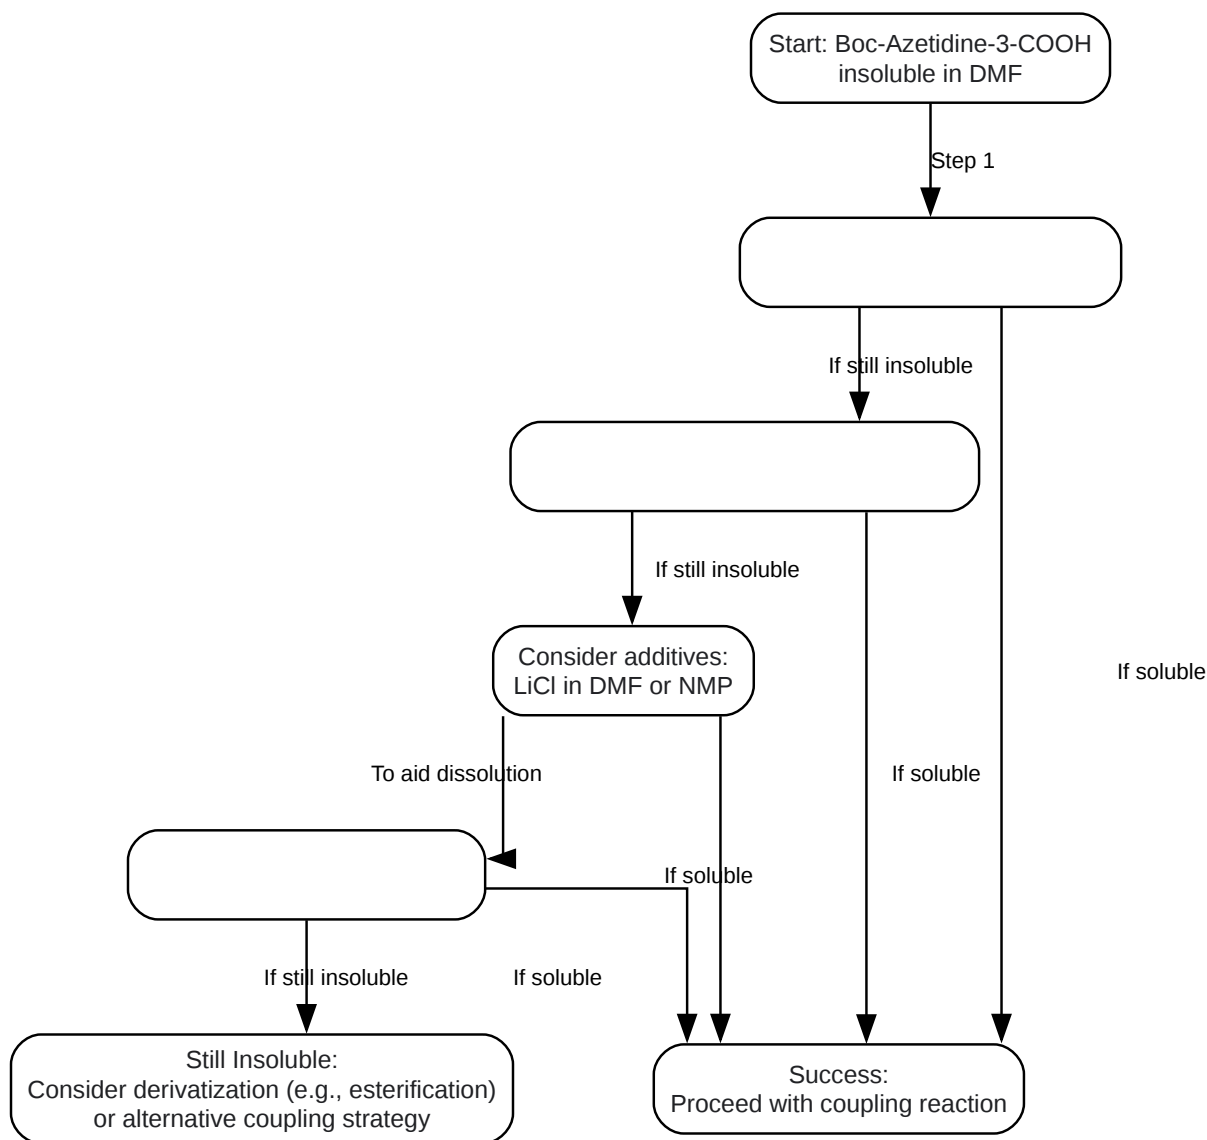 Start: Boc-Azetidine-3-COOH
insoluble in DMF
Step 1
If still insoluble
If still insoluble
Consider additives:
LiCl in DMF or NMP
If soluble
To aid dissolution
If soluble
If soluble
If still insoluble
If soluble
Still Insoluble:
Consider derivatization (e.g., esterification)
or alternative coupling strategy
Success:
Proceed with coupling reaction